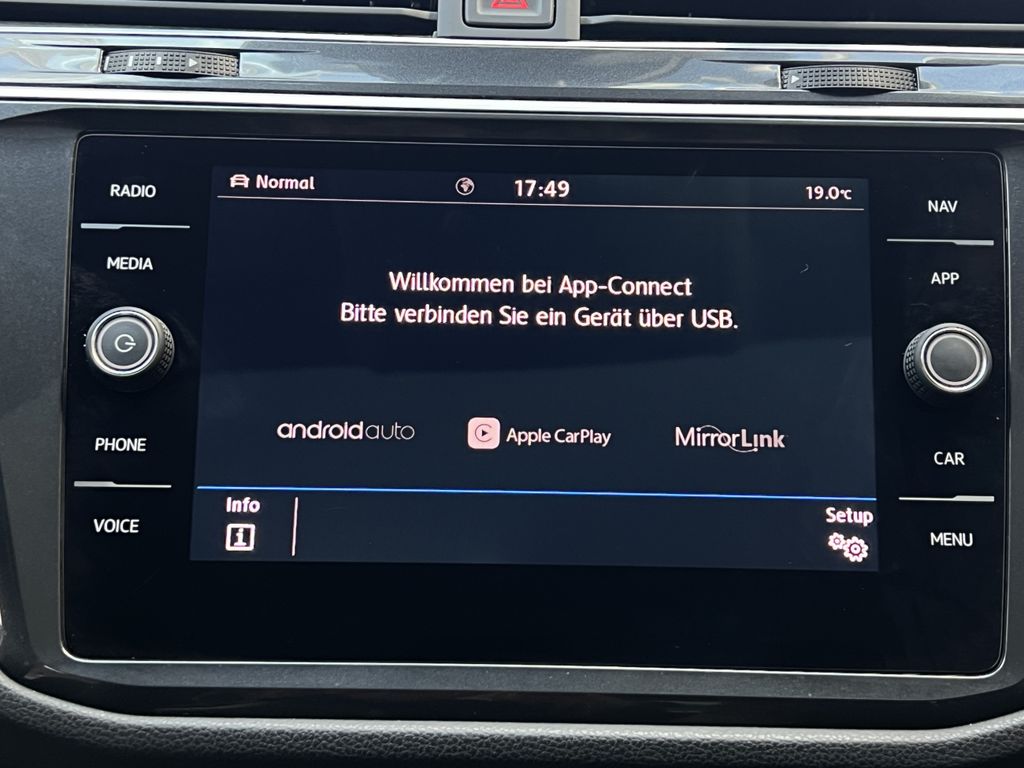 RADIO
MEDIA
PHONE
VOICE
Normal
17:49
19.0°C
Willkommen bei App-Connect
Bitte verbinden Sie ein Gerät über USB.
androidauto
Apple CarPlay
MirrorLink
Info
i
Setup
NAV
APP
CAR
MENU